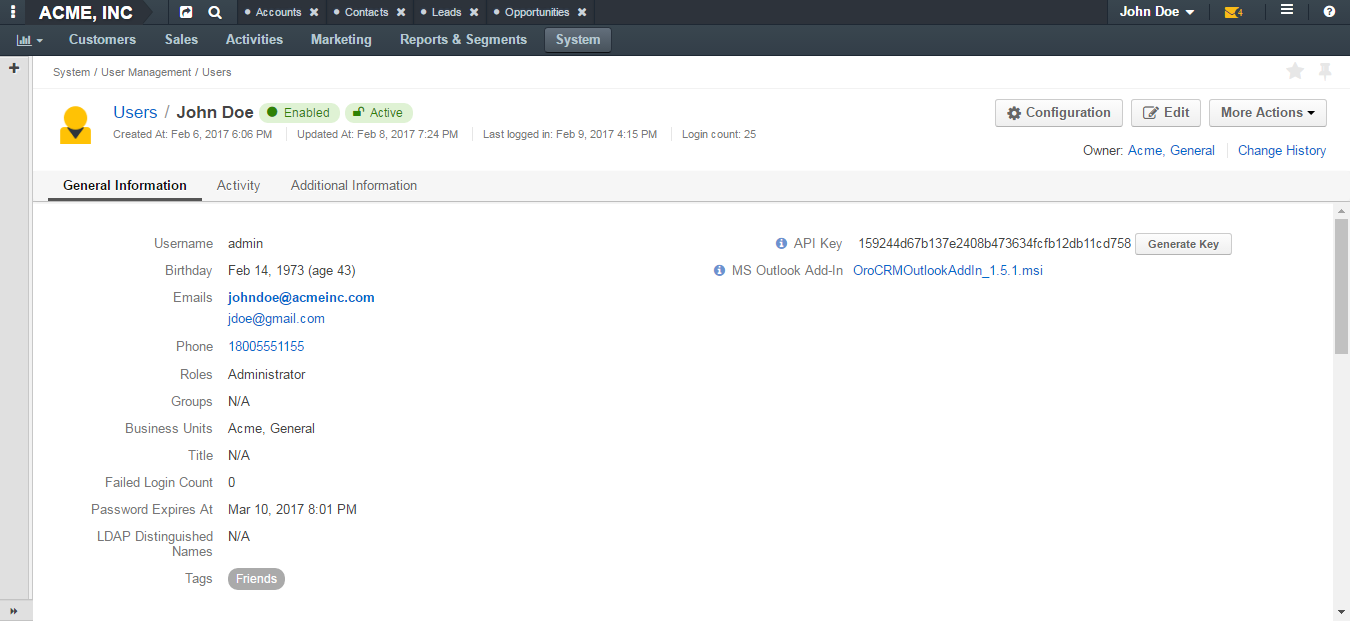 ACME, INC
Accounts
Contacts
Leads
Opportunities
John Doe
4
Customers
Sales
Activities
Marketing
Reports & Segments
System
System / User Management / Users
Users / John Doe
Enabled
Active
Configuration
Edit
More Actions
Created At: Feb 6, 2017 6:06 PM
Updated At: Feb 8, 2017 7:24 PM
Last logged in: Feb 9, 2017 4:15 PM
Login count: 25
Owner: Acme, General
Change History
General Information
Activity
Additional Information
Username admin
API Key 159244d67b137e2408b473634fcfb12db11cd758 Generate Key
Birthday Feb 14, 1973 (age 43)
MS Outlook Add-In OroCRMOutlookAddIn_1.5.1.msi
Emails johndoe@acmeinc.com
jdoe@gmail.com
Phone 18005551155
Roles Administrator
Groups N/A
Business Units Acme, General
Title N/A
Failed Login Count 0
Password Expires At Mar 10, 2017 8:01 PM
LDAP Distinguished N/A
Names
Tags Friends